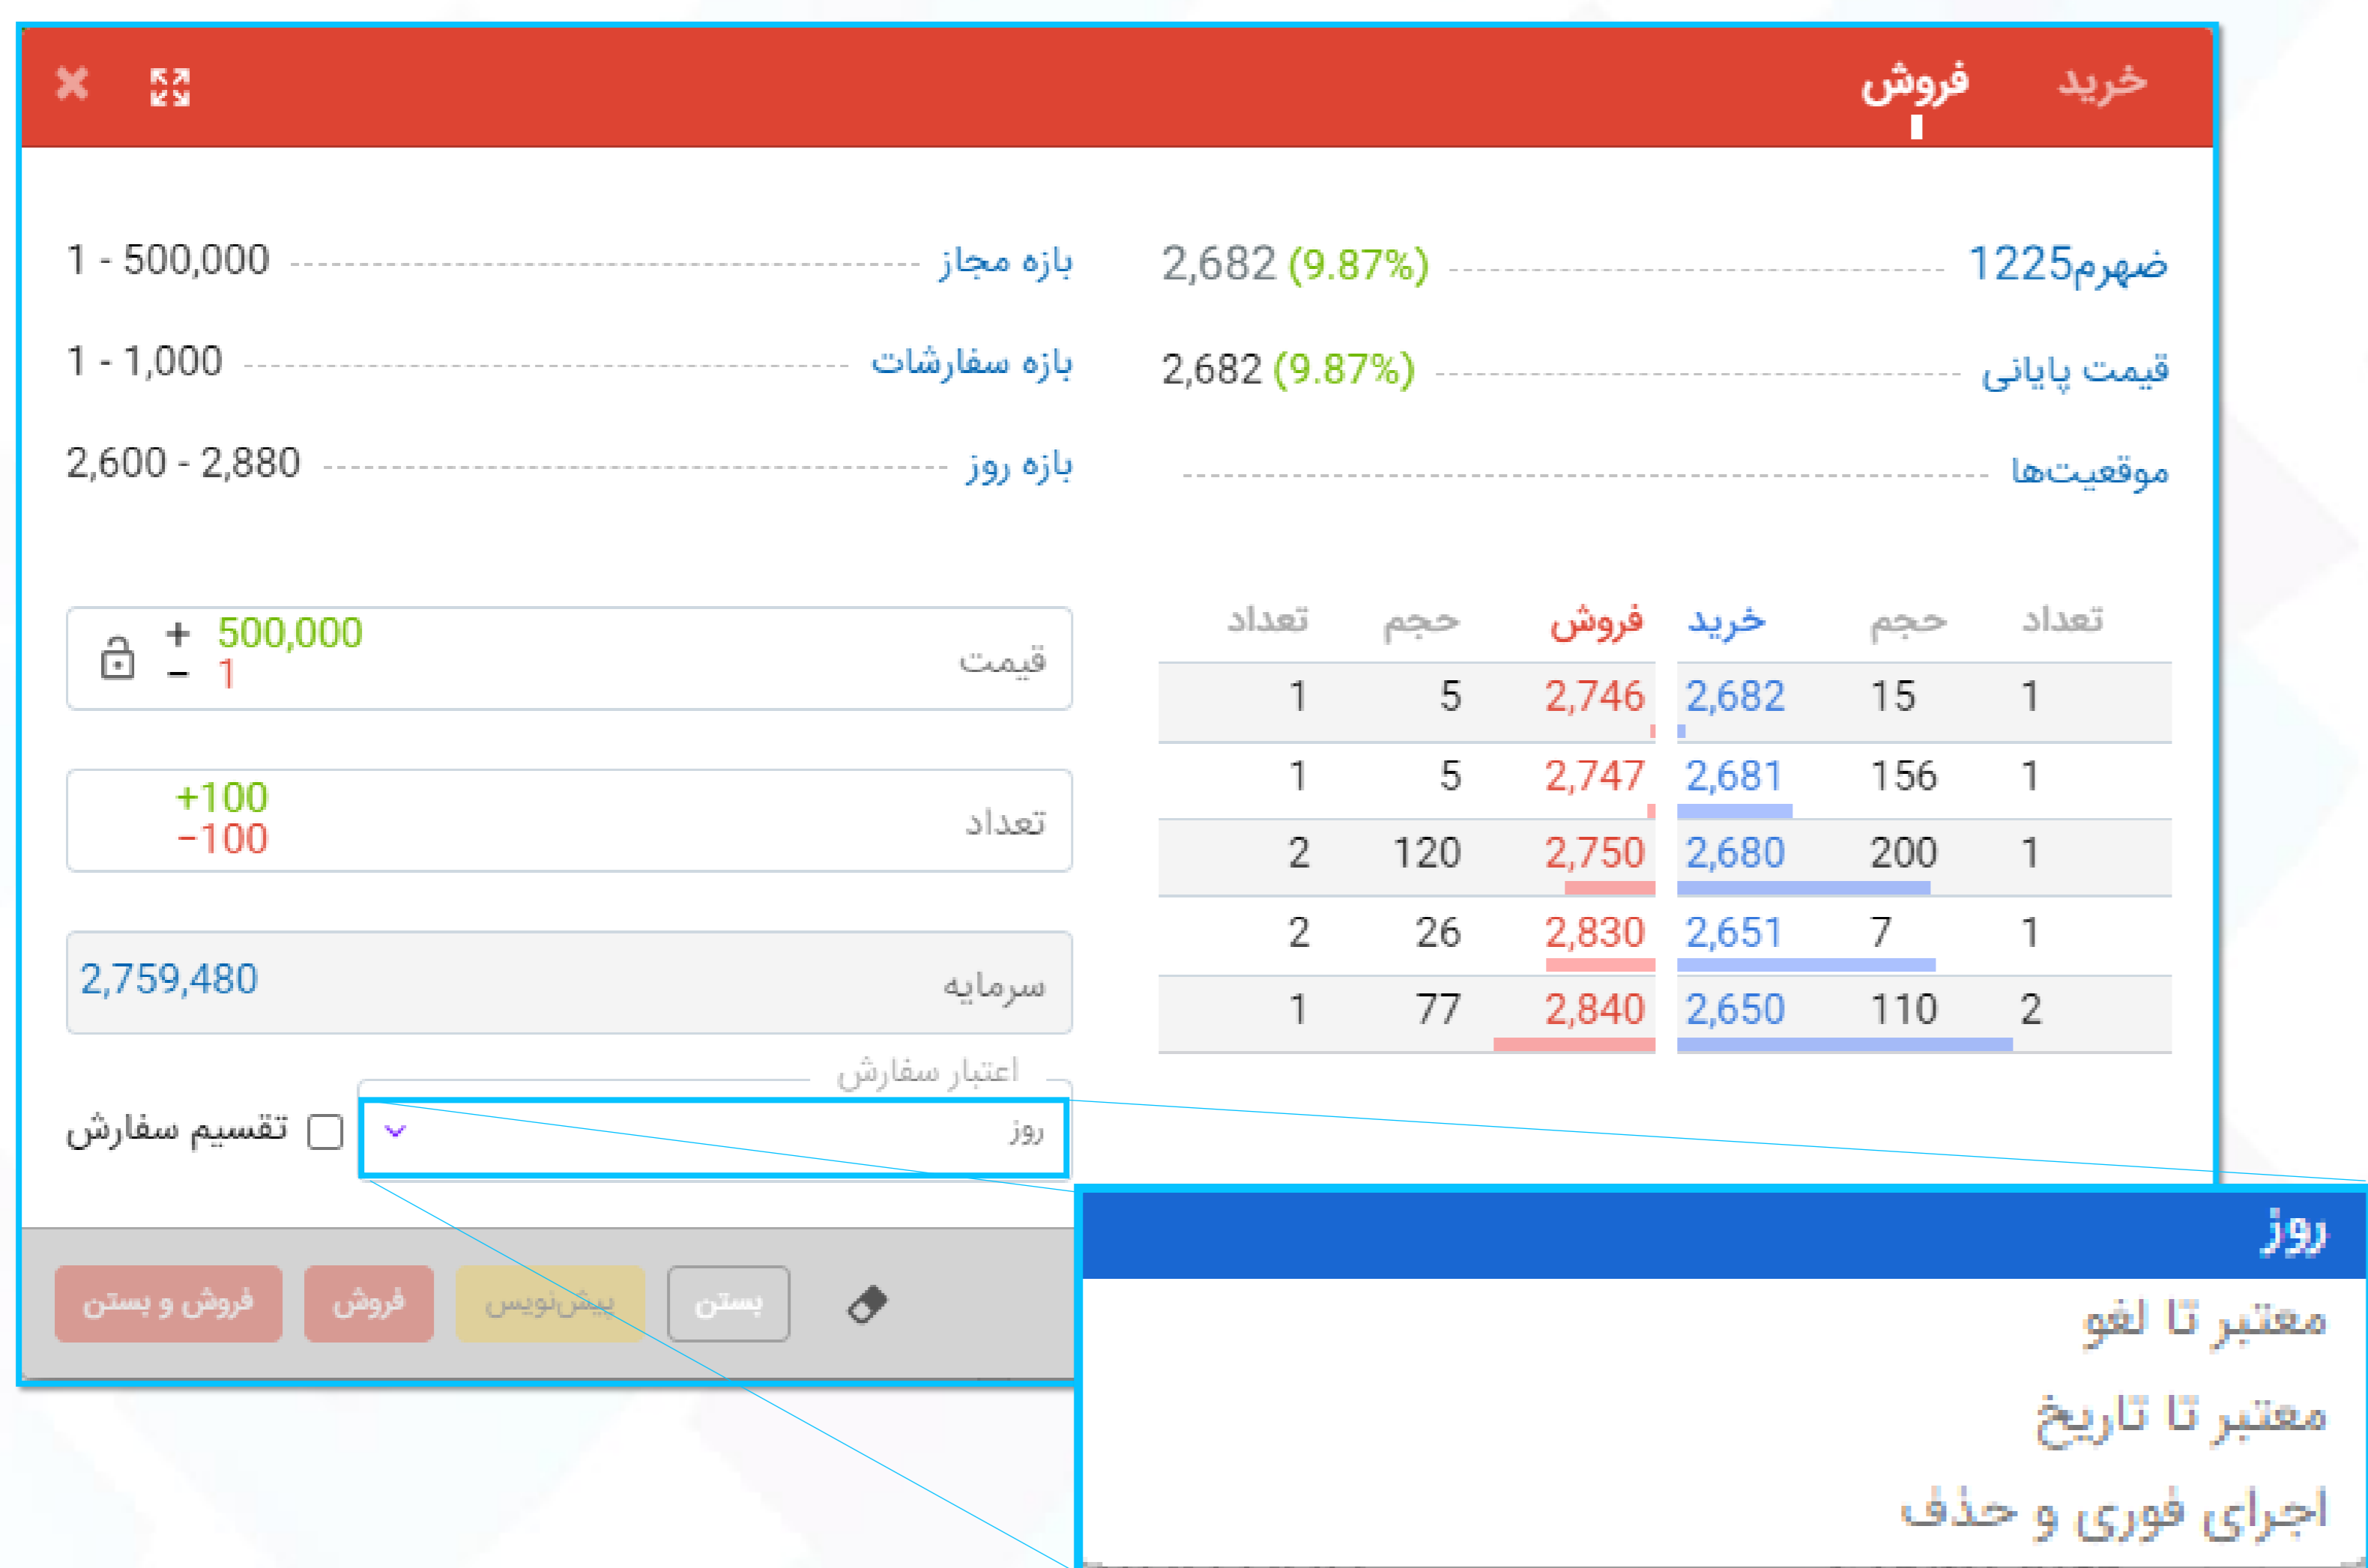 خرید فروش
ضهرم1225 2,682 (9.87%)
قیمت پایانی 2,682 (9.87%)
موقعیت‌ها
بازه مجاز 1 - 500,000
بازه سفارشات 1 - 1,000
بازه روز 2,600 - 2,880
تعداد حجم خرید فروش حجم تعداد
1 15 2,682 2,746 5 1
1 156 2,681 2,747 5 1
1 200 2,680 2,750 120 2
1 7 2,651 2,830 26 2
2 110 2,650 2,840 77 1
قیمت + 500,000
− 1
تعداد +100
−100
سرمایه 2,759,480
اعتبار سفارش
روز تقسیم سفارش
بستن پیش‌نویس فروش فروش و بستن
روز
معتبر تا لغو
معتبر تا تاریخ
اجرای فوری و حذف